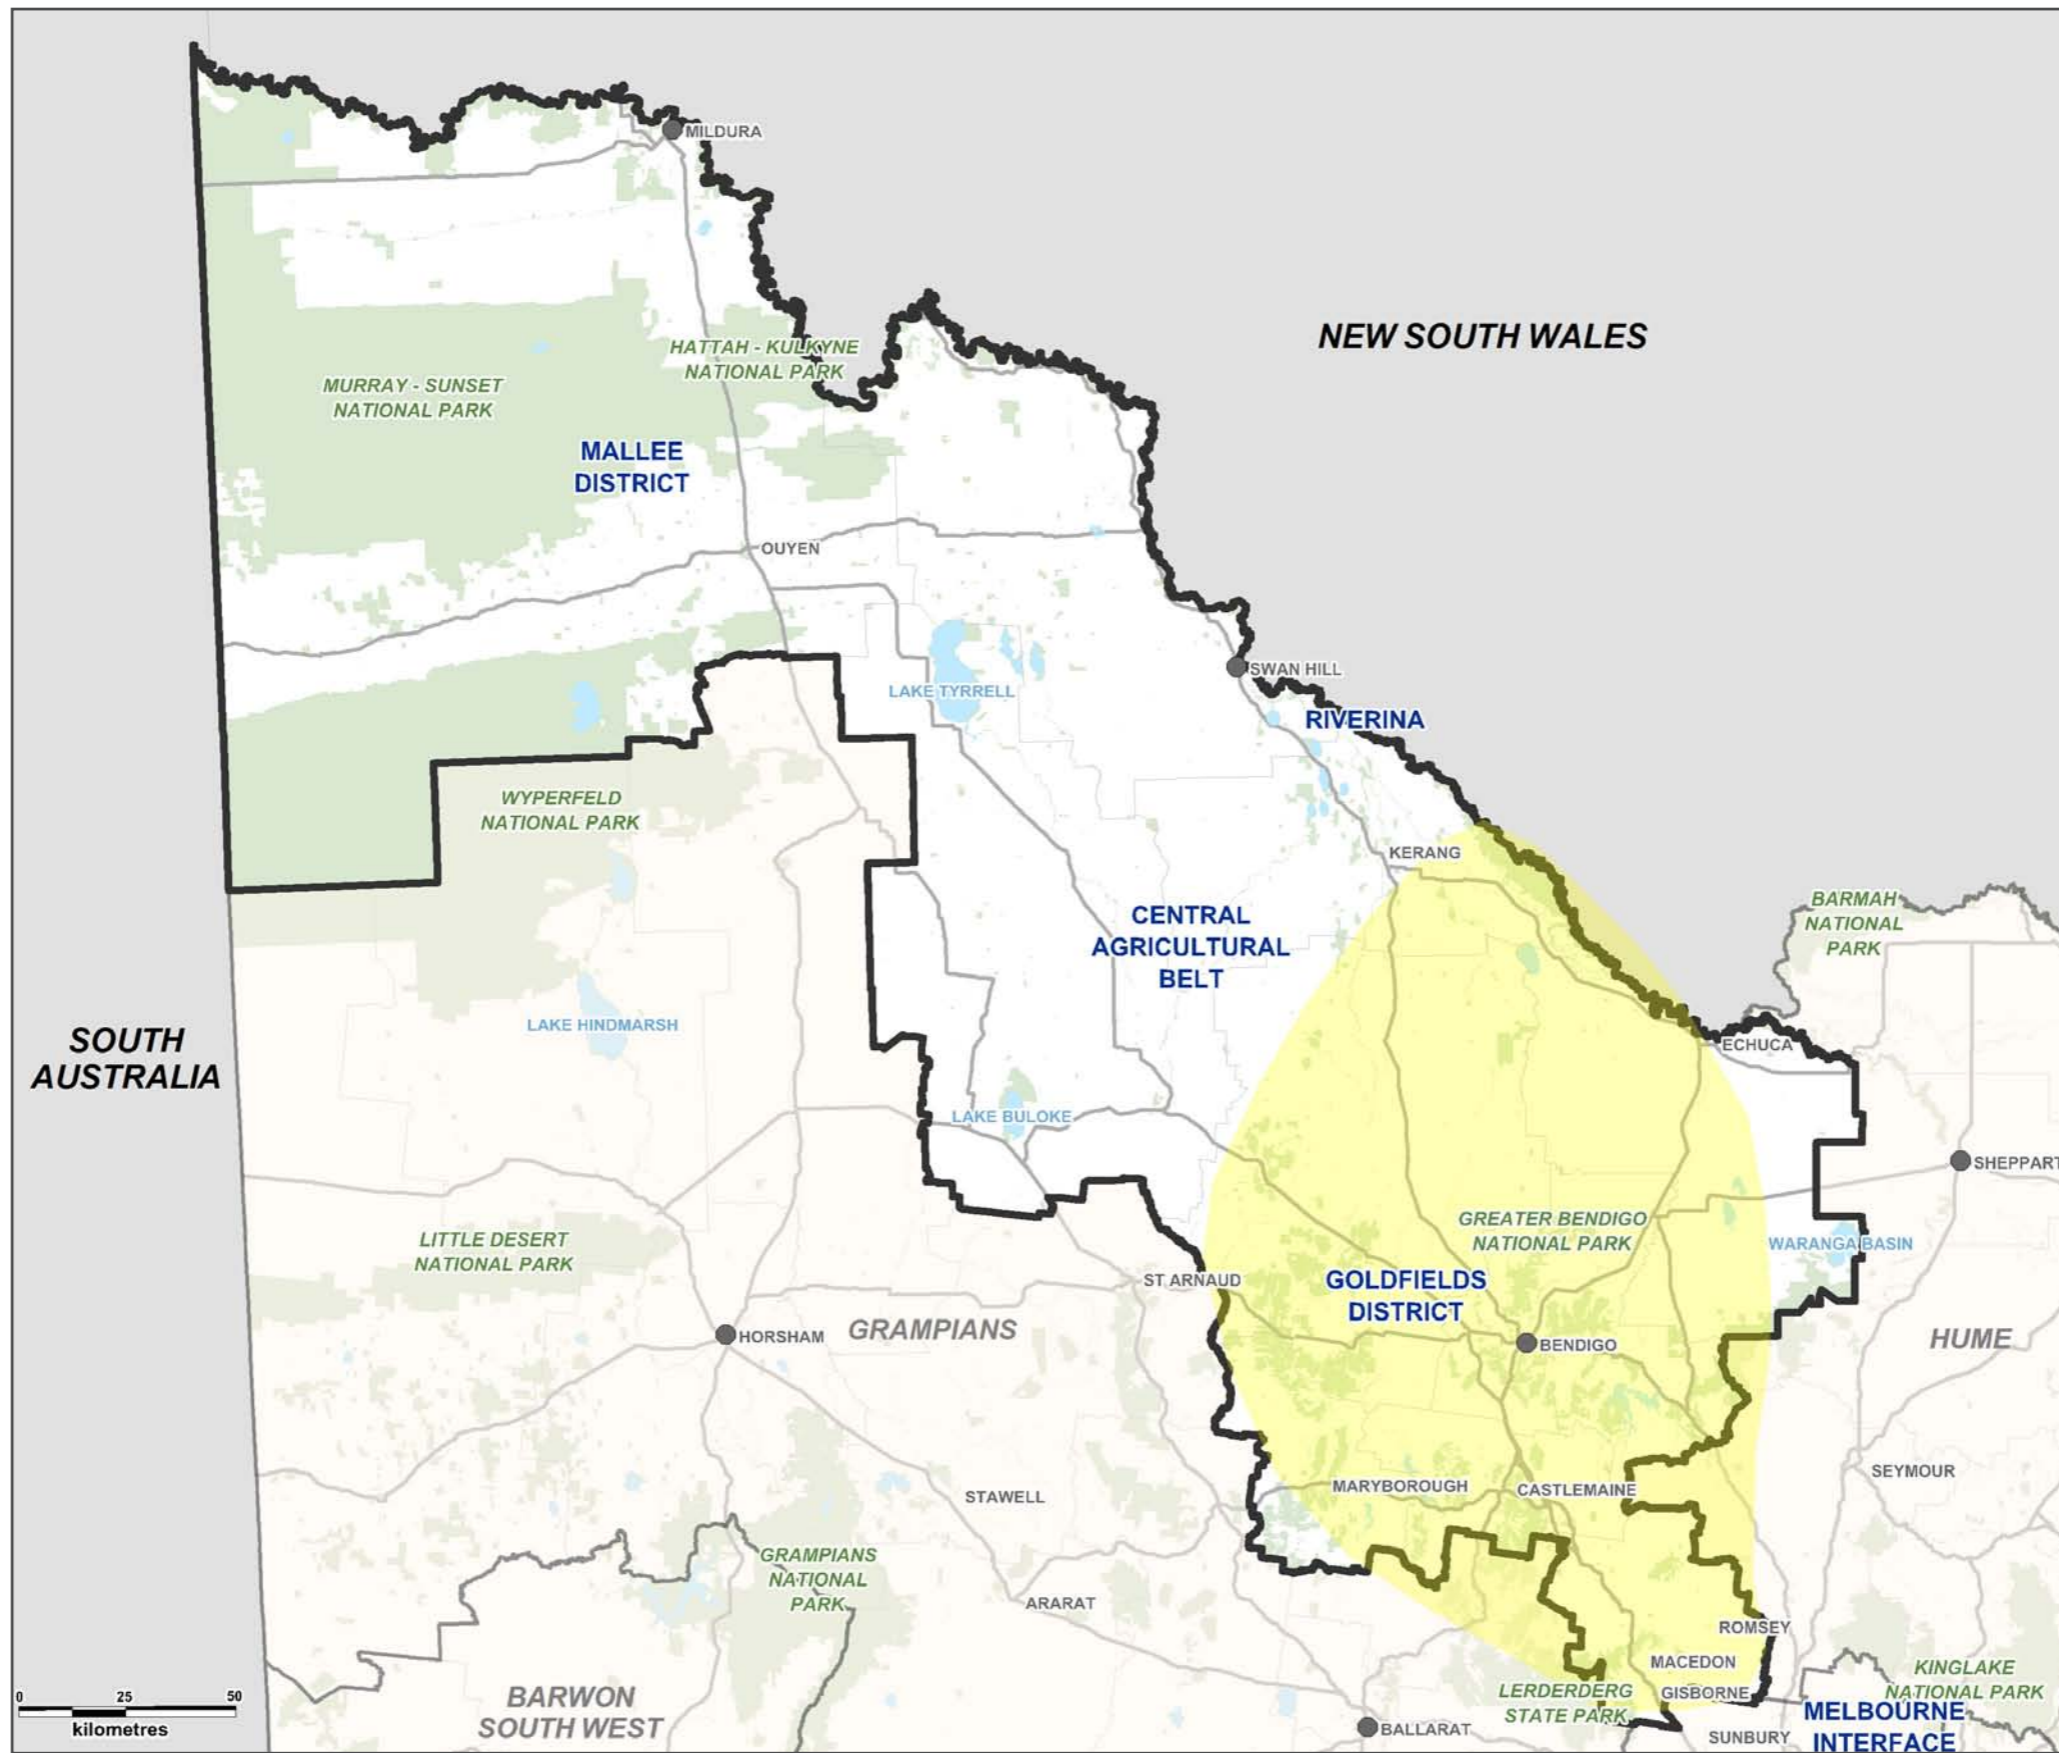 MILDURA
NEW SOUTH WALES
HATTAH - KULKYNE
NATIONAL PARK
MURRAY - SUNSET
NATIONAL PARK
MALLEE
DISTRICT
OUYEN
SWAN HILL
LAKE TYRRELL
RIVERINA
WYPERFELD
NATIONAL PARK
KERANG
BARMAH
NATIONAL
PARK
CENTRAL
AGRICULTURAL
BELT
LAKE HINDMARSH
SOUTH
AUSTRALIA
ECHUCA
LAKE BULOKE
SHEPPART
GREATER BENDIGO
NATIONAL PARK
LITTLE DESERT
NATIONAL PARK
WARANGA BASIN
ST ARNAUD
GOLDFIELDS
DISTRICT
HORSHAM
GRAMPIANS
BENDIGO
HUME
SEYMOUR
MARYBOROUGH
CASTLEMAINE
STAWELL
GRAMPIANS
NATIONAL
PARK
ARARAT
ROMSEY
MACEDON
KINGLAKE
NATIONAL PARK
GISBORNE
LERDERDERG
STATE PARK
BARWON
SOUTH WEST
0 25 50
kilometres
MELBOURNE
INTERFACE
BALLARAT
SUNBURY